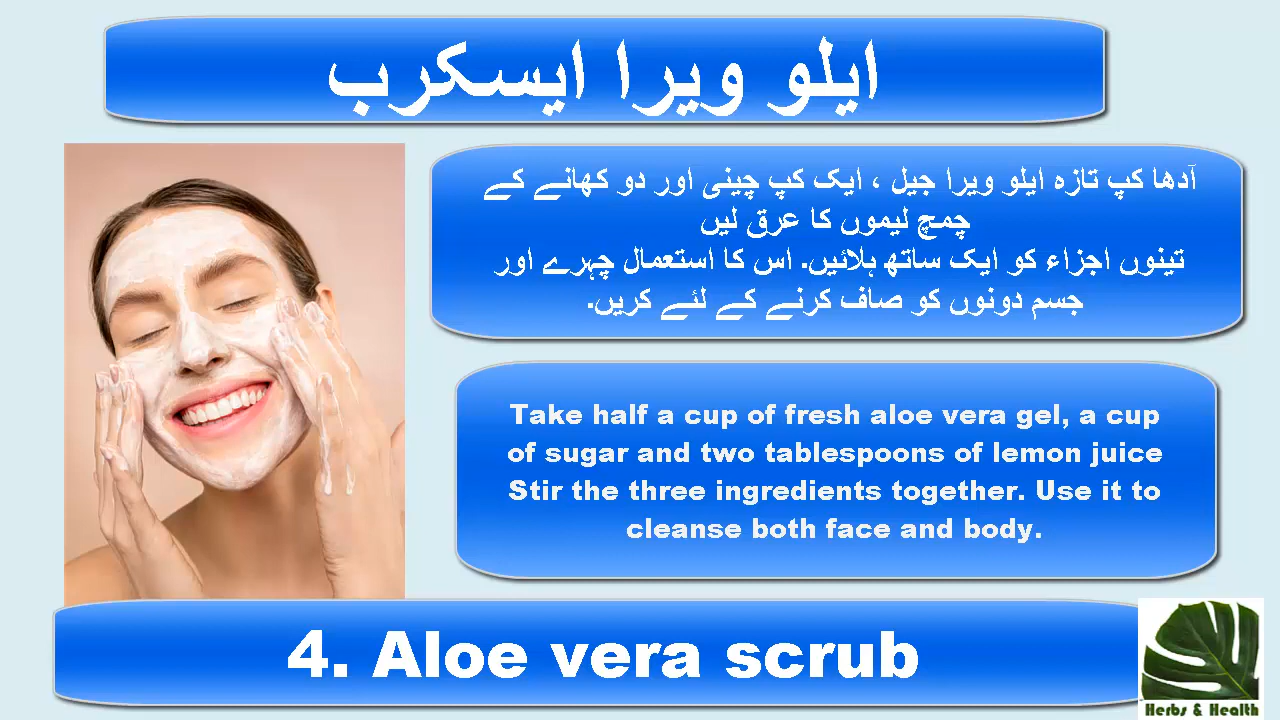 ایلو ویرا ایسکرب
آدھا کپ تازہ ایلو ویرا جیل ، ایک کپ چینی اور دو کھانے کے
چمچ لیموں کا عرق لیں
تینوں اجزاء کو ایک ساتھ ہلائیں۔ اس کا استعمال چہرے اور
جسم دونوں کو صاف کرنے کے لئے کریں۔
Take half a cup of fresh aloe vera gel, a cup
of sugar and two tablespoons of lemon juice
Stir the three ingredients together. Use it to
cleanse both face and body.
4. Aloe vera scrub
Herbs & Health